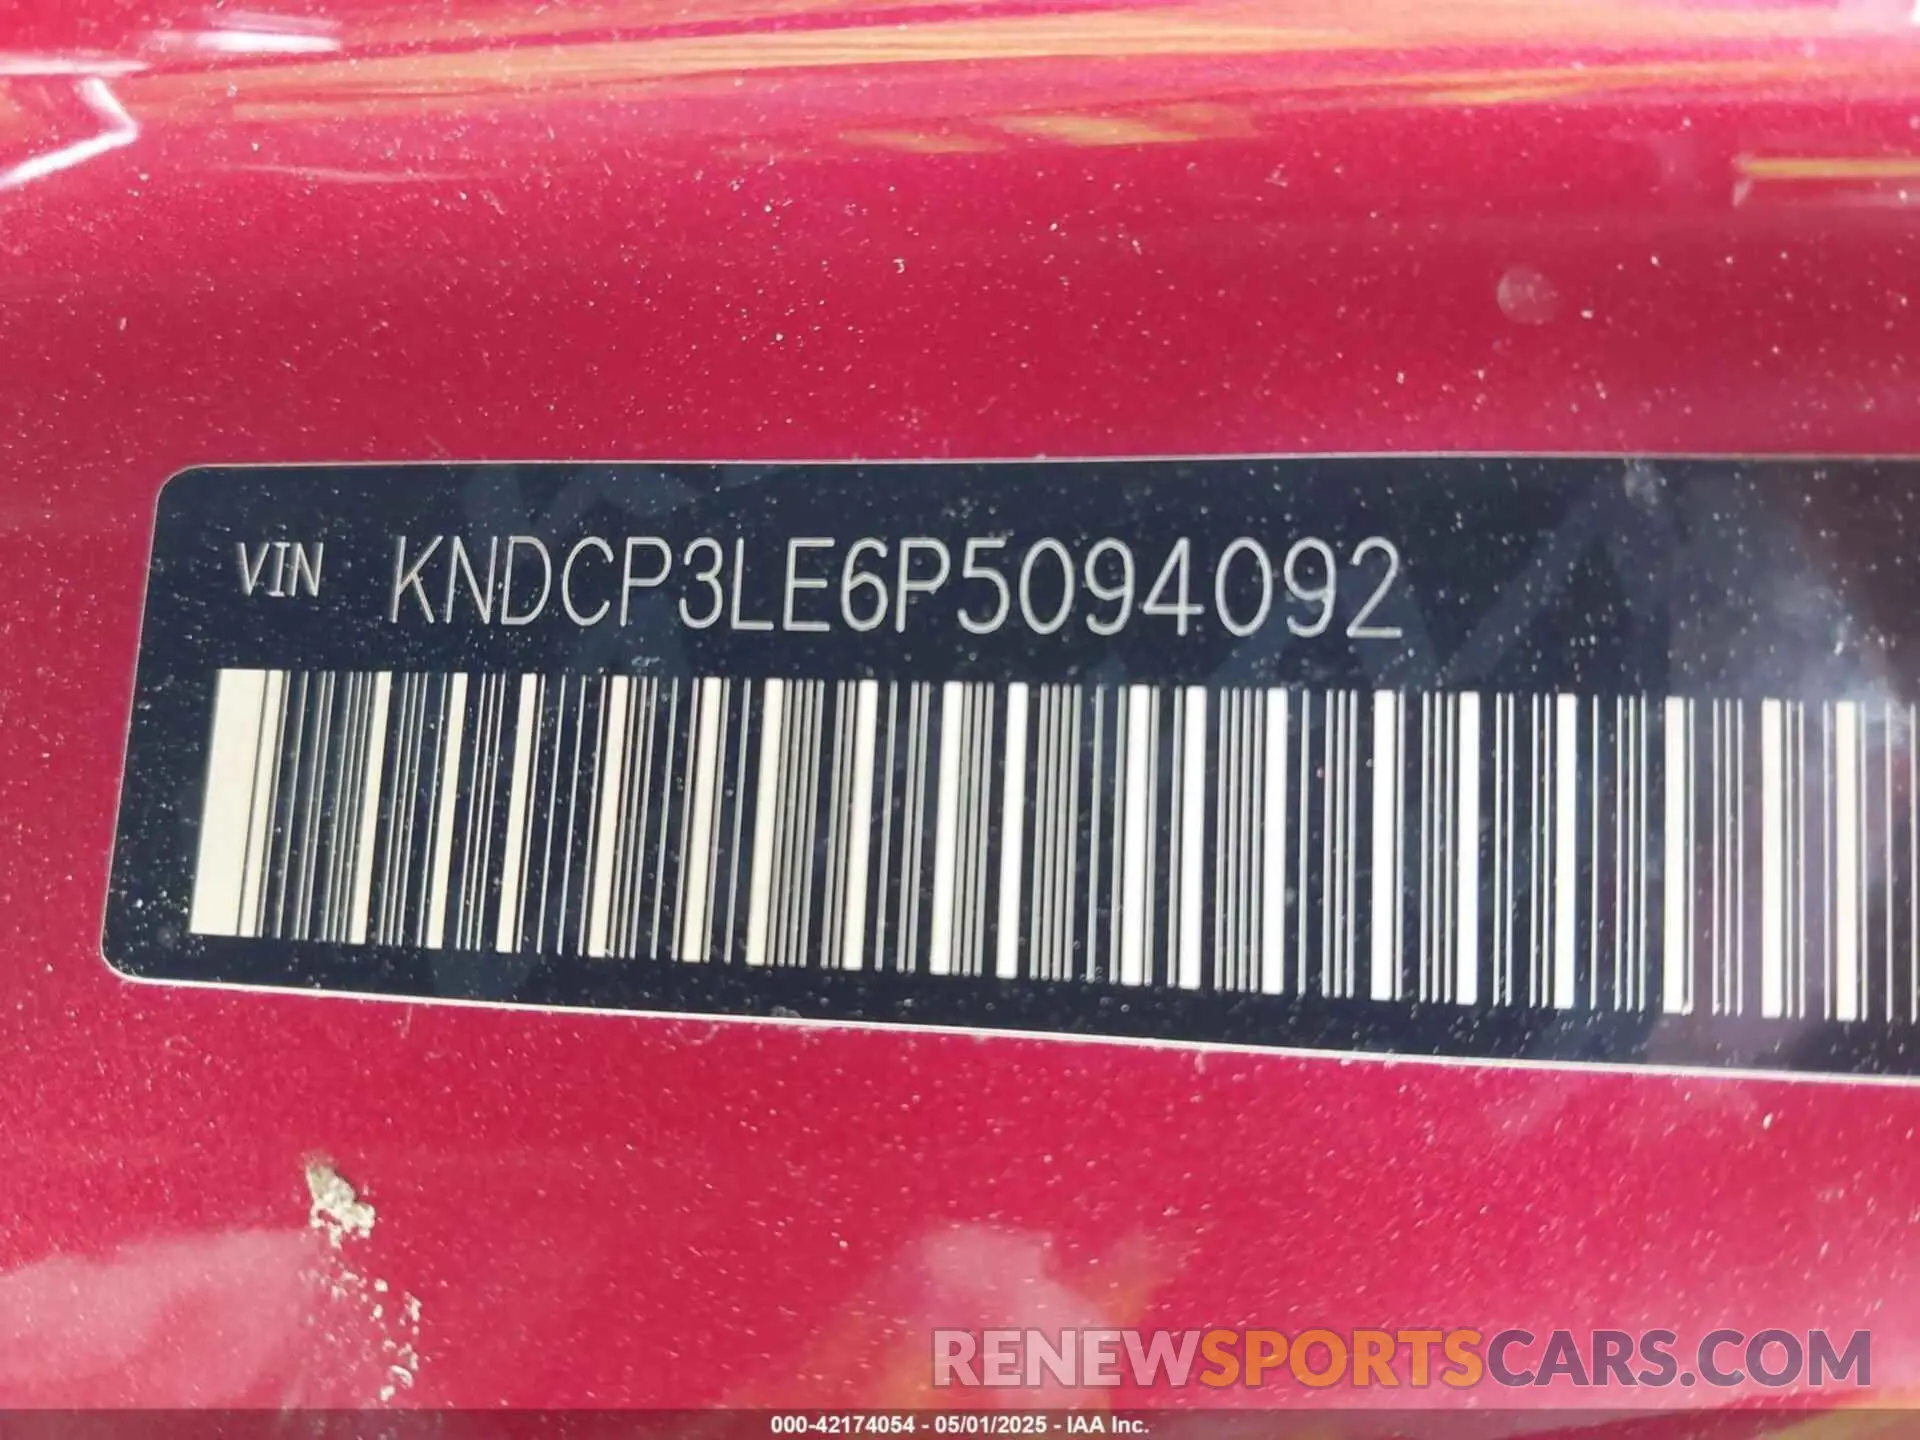 VIN KNDCP3LE6P5094092
RENEWSPORTSCARS.COM
000-42174054 - 05/01/2025 - IAA Inc.